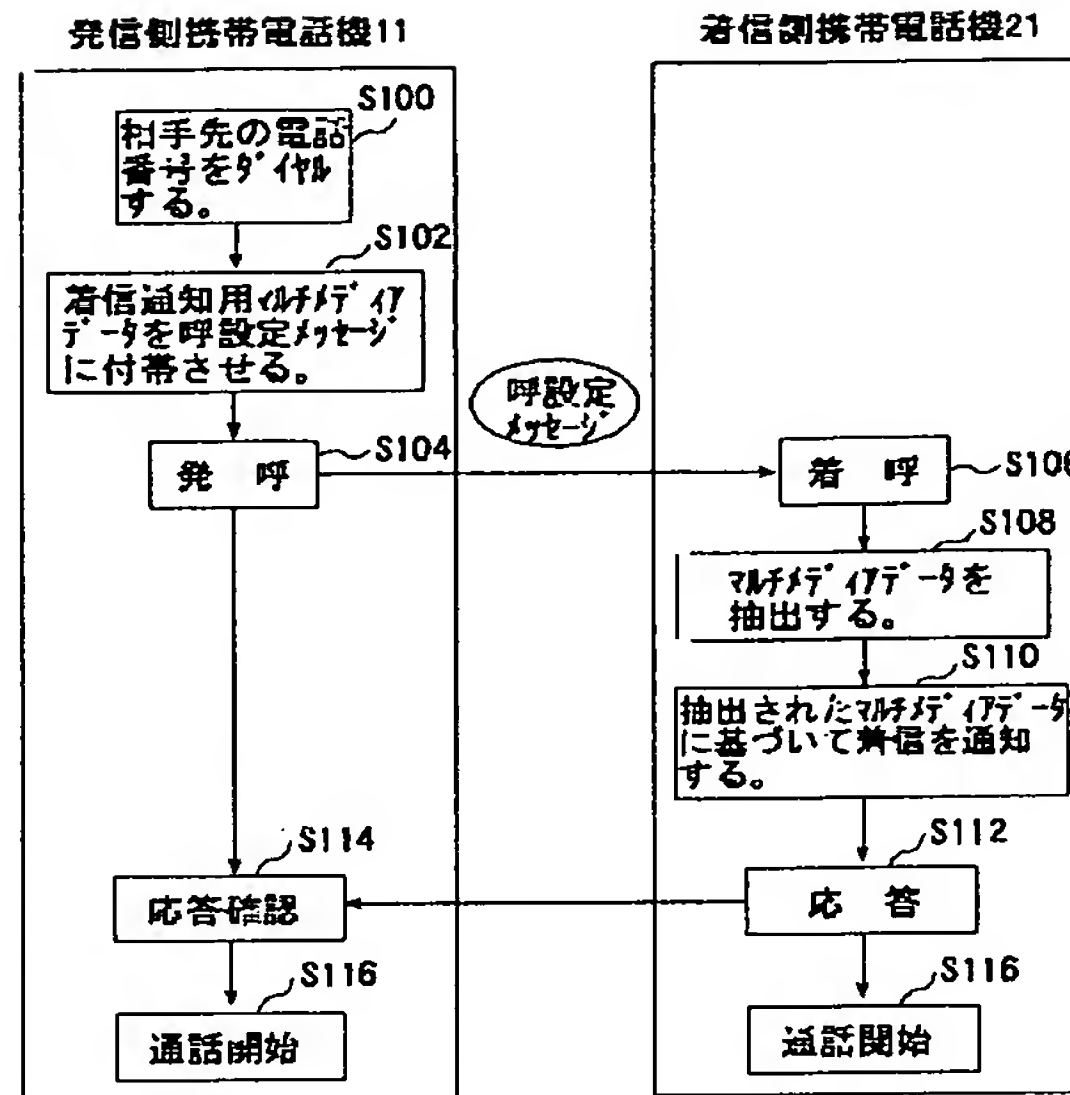 発信側携帯電話機11
着信側携帯電話機21
S100
相手先の電話
番号をダイヤル
する。
S102
着信通知用マルチメディア
データを呼設定メッセージ
に付帯させる。
呼設定
メッセージ
S104
発 呼
S106
着 呼
S108
マルチメディアデータを
抽出する。
S110
抽出されたマルチメディアデータ
に基づいて着信を通知
する。
S112
応 答
S114
応答確認
S116
通話開始
S116
通話開始